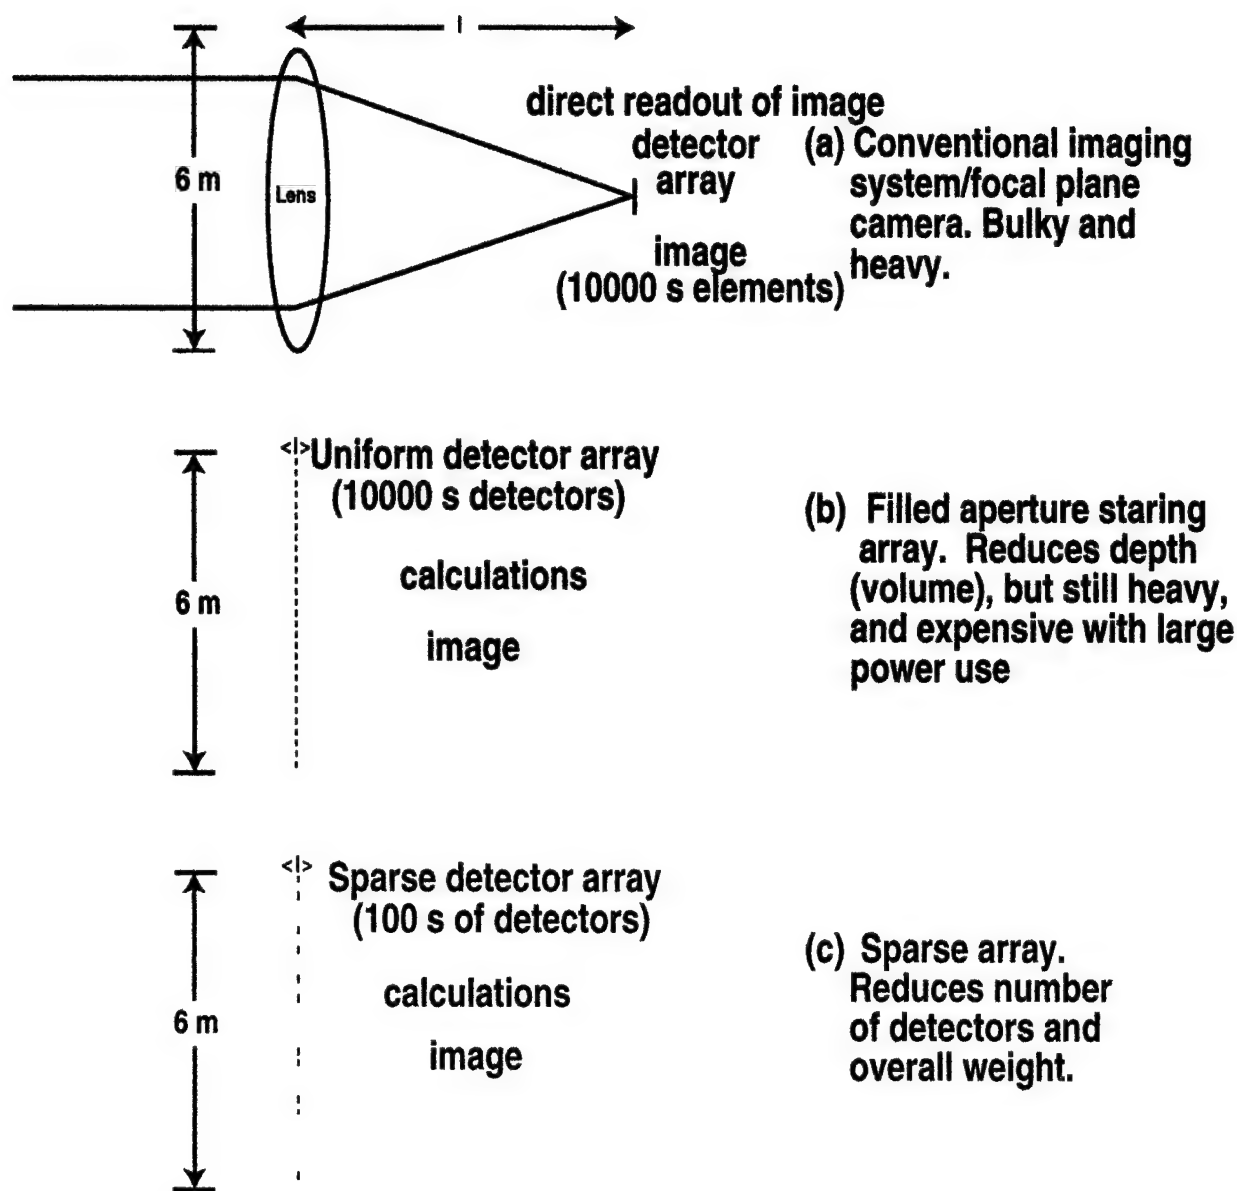 l
direct readout of image
detector
array
6 m
Lens
image
(10000 s elements)
(a) Conventional imaging
system/focal plane
camera. Bulky and
heavy.
<|>
Uniform detector array
(10000 s detectors)
calculations
image
6 m
(b) Filled aperture staring
array. Reduces depth
(volume), but still heavy,
and expensive with large
power use
<|>
Sparse detector array
(100 s of detectors)
calculations
image
6 m
(c) Sparse array.
Reduces number
of detectors and
overall weight.